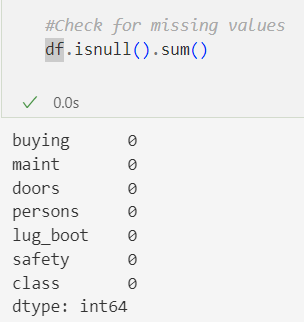 #Check for missing values
df.isnull().sum()
0.0s
buying 0
maint 0
doors 0
persons 0
lug_boot 0
safety 0
class 0
dtype: int64